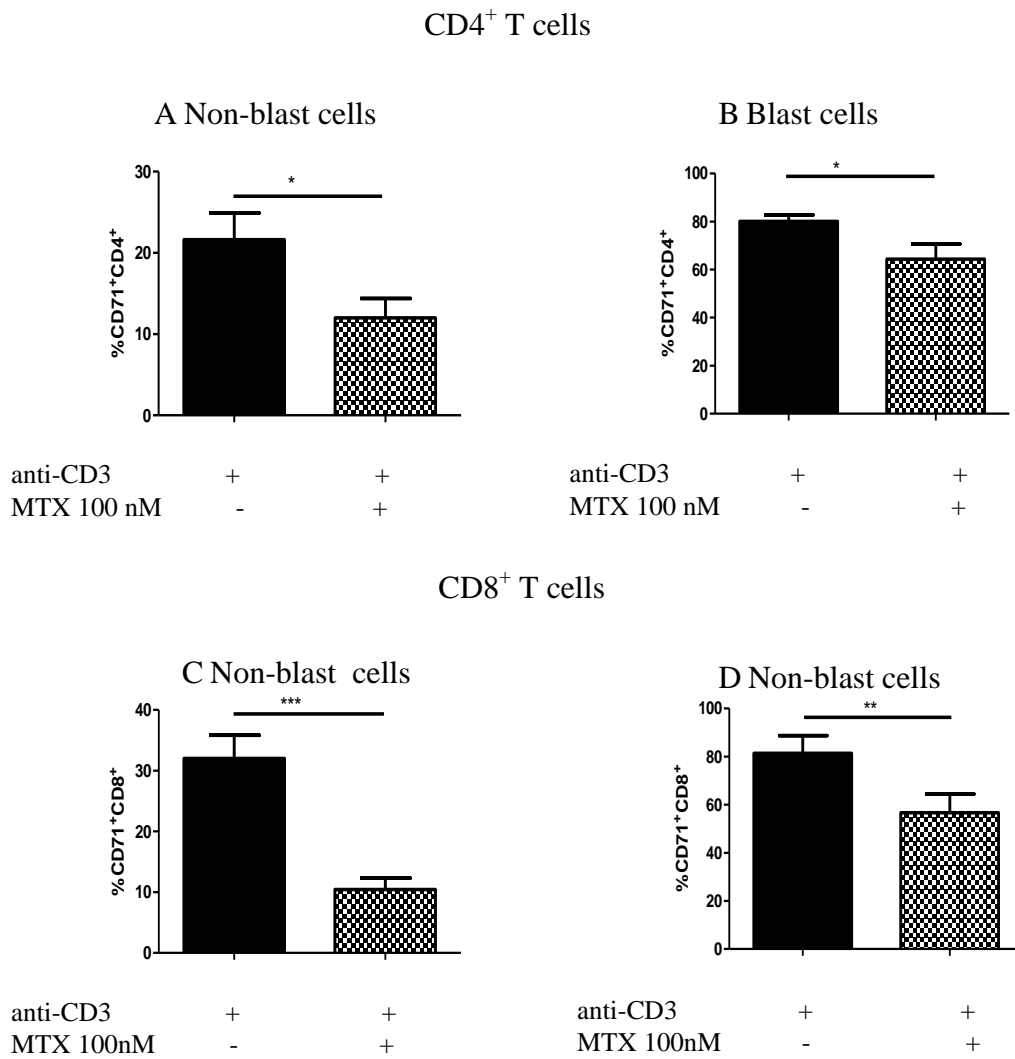 CD4⁺ T cells
A Non-blast cells
B Blast cells
*
30
20
10
0
%CD71⁺CD4⁺
*
100
80
60
40
20
0
%CD71⁺CD4⁺
anti-CD3 + +
MTX 100 nM - +
anti-CD3 + +
MTX 100 nM - +
CD8⁺ T cells
C Non-blast cells
D Non-blast cells
***
40
30
20
10
0
%CD71⁺CD8⁺
**
100
80
60
40
20
0
%CD71⁺CD8⁺
anti-CD3 + +
MTX 100nM - +
anti-CD3 + +
MTX 100nM - +